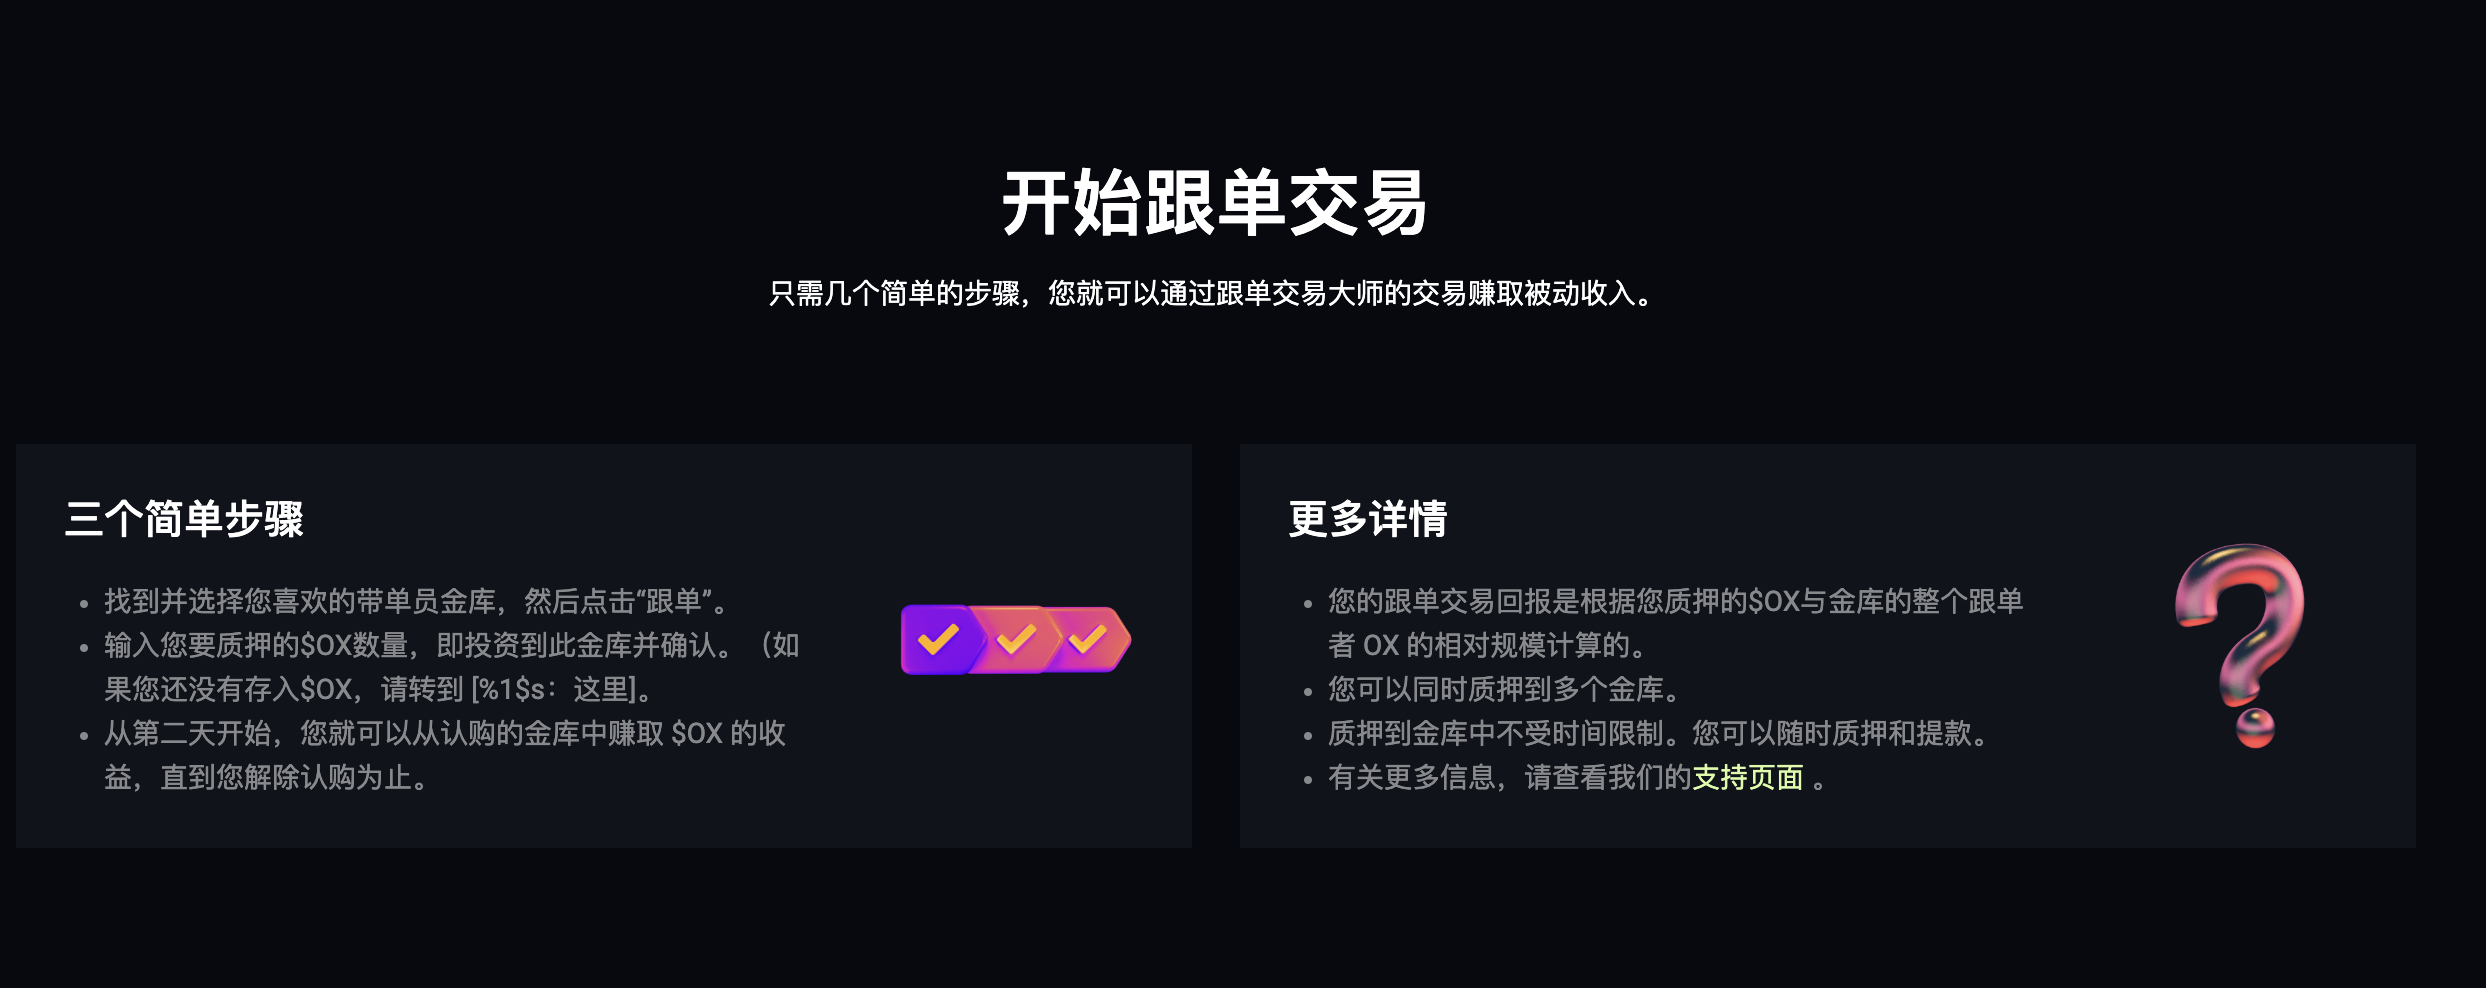 开始跟单交易
只需几个简单的步骤，您就可以通过跟单交易大师的交易赚取被动收入。
三个简单步骤
• 找到并选择您喜欢的带单员金库，然后点击“跟单”。
• 输入您要质押的$OX数量，即投资到此金库并确认。（如
果您还没有存入$OX，请转到 [%1$s：这里]。
• 从第二天开始，您就可以从认购的金库中赚取 $OX 的收
益，直到您解除认购为止。
更多详情
• 您的跟单交易回报是根据您质押的$OX与金库的整个跟单
者 OX 的相对规模计算的。
• 您可以同时质押到多个金库。
• 质押到金库中不受时间限制。您可以随时质押和提款。
• 有关更多信息，请查看我们的支持页面 。